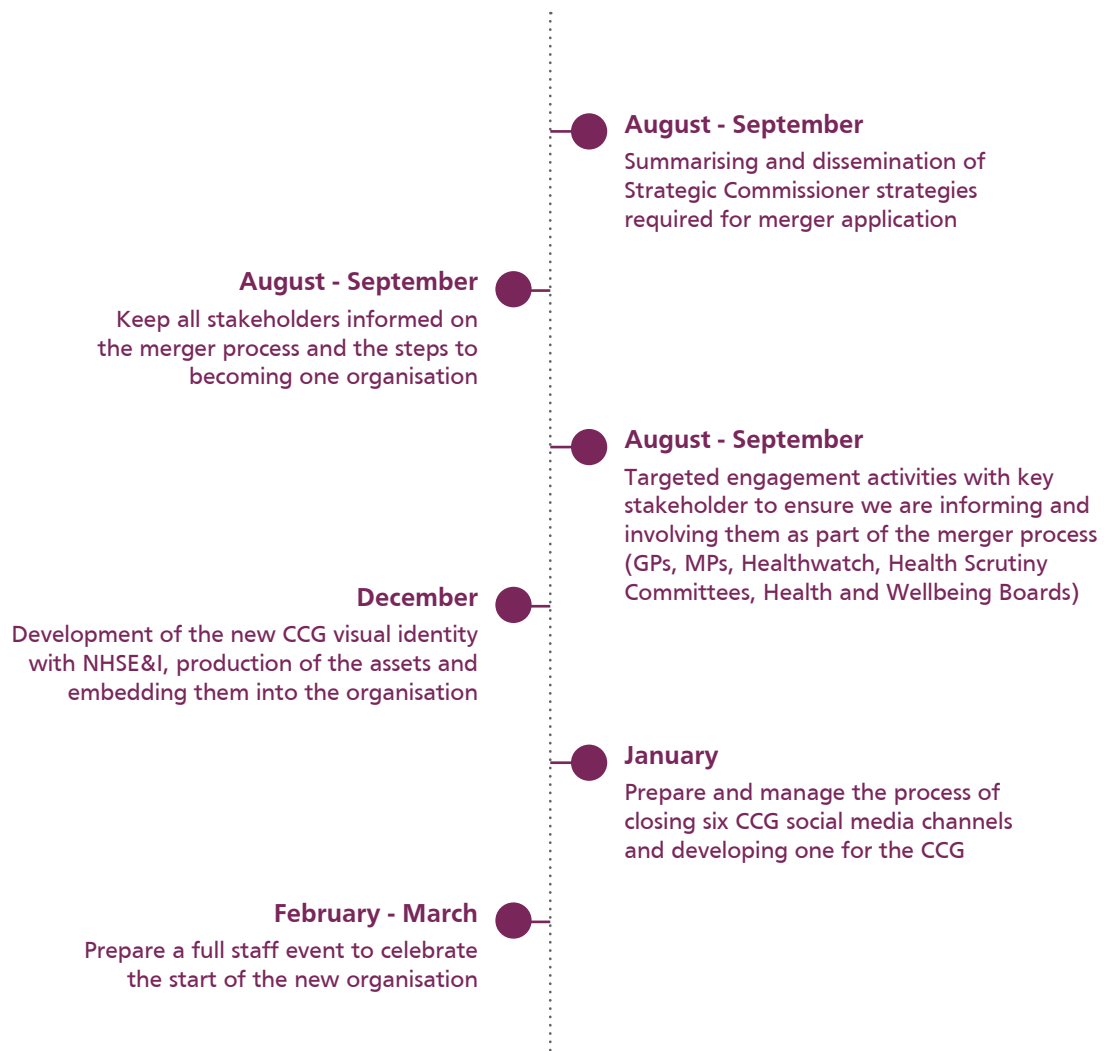 August - September
Summarising and dissemination of
Strategic Commissioner strategies
required for merger application
August - September
Keep all stakeholders informed on
the merger process and the steps to
becoming one organisation
August - September
Targeted engagement activities with key
stakeholder to ensure we are informing and
involving them as part of the merger process
(GPs, MPs, Healthwatch, Health Scrutiny
Committees, Health and Wellbeing Boards)
December
Development of the new CCG visual identity
with NHSE&I, production of the assets and
embedding them into the organisation
January
Prepare and manage the process of
closing six CCG social media channels
and developing one for the CCG
February - March
Prepare a full staff event to celebrate
the start of the new organisation